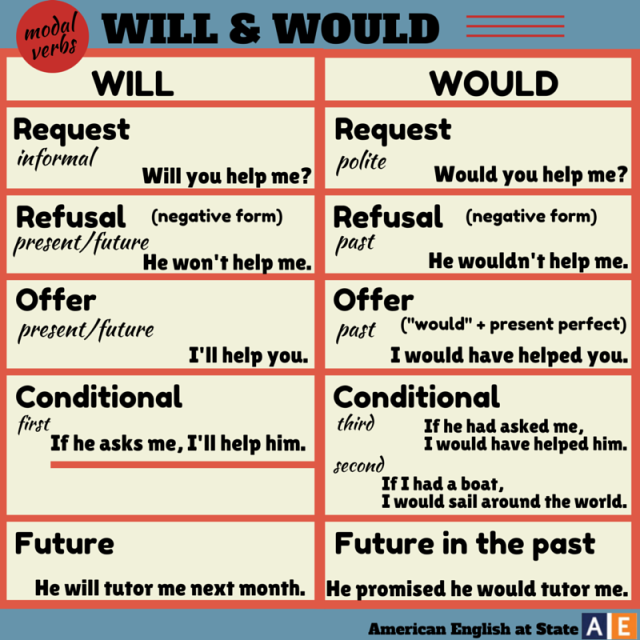 modal
verbs
WILL & WOULD
WILL
Request
informal
Will you help me?
Refusal (negative form)
present/future
He won't help me.
Offer
present/future
I'll help you.
Conditional
first
If he asks me, I'll help him.
Future
He will tutor me next month.
WOULD
Request
polite
Would you help me?
Refusal (negative form)
past
He wouldn't help me.
Offer
past ("would" + present perfect)
I would have helped you.
Conditional
third If he had asked me,
I would have helped him.
second
If I had a boat,
I would sail around the world.
Future in the past
He promised he would tutor me.
American English at State AE